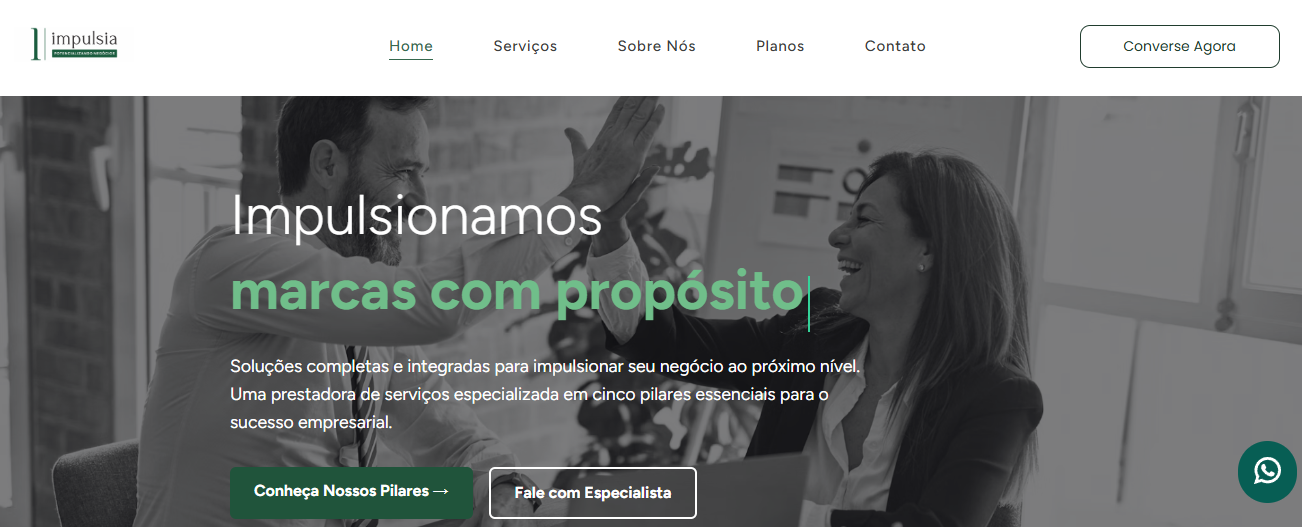 impulsia
POTENCIALIZANDO NEGÓCIOS
Home
Serviços
Sobre Nós
Planos
Contato
Converse Agora
Impulsionamos
marcas com propósito
Soluções completas e integradas para impulsionar seu negócio ao próximo nível.
Uma prestadora de serviços especializada em cinco pilares essenciais para o
sucesso empresarial.
Conheça Nossos Pilares →
Fale com Especialista